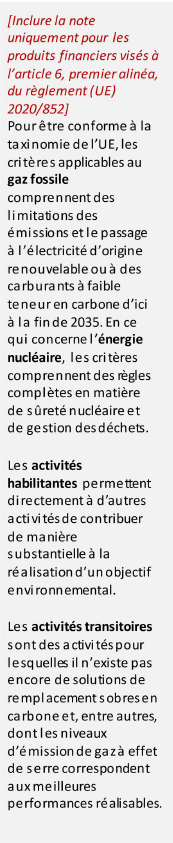 [Inclure la note
uniquement pour les
produits financiers visés à
l'article 6, premier alinéa,
du règlement (UE)
2020/852]
Pour être conforme à la
taxinomie de l'UE, les
critères applicables au
gaz fossile
comprennent des
limitations des
émissions et le passage
à l'électricité d'origine
renouvelable ou à des
carburants à faible
teneur en carbone d'ici
à la fin de 2035. En ce
qui concerne l'énergie
nucléaire, les critères
comprennent des règles
complètes en matière
de sûreté nucléaire et
de gestion des déchets.
Les activités
habilitantes permettent
directement à d'autres
activités de contribuer
de manière
substantielle à la
réalisation d'un objectif
environnemental.
Les activités transitoires
sont des activités pour
lesquelles il n'existe pas
encore de solutions de
remplacement sobres en
carbone et, entre autres,
dont les niveaux
d'émission de gaz à effet
de serre correspondent
aux meilleures
performances réalisables.